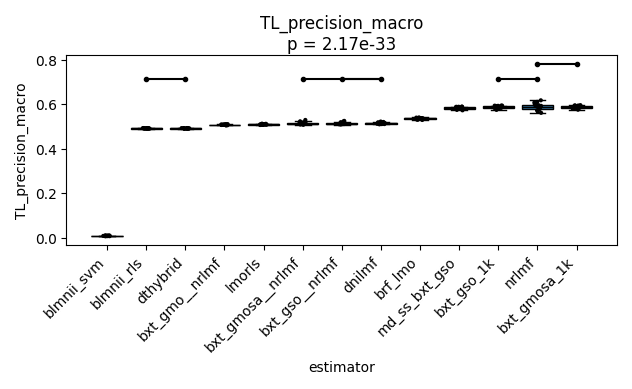 TL_precision_macro
p = 2.17e-33
TL_precision_macro
0.8
0.6
0.4
0.2
0.0
blmnii_svm
blmnii_rls
dthybrid
bxt_gmo__nrlmf
lmorls
bxt_gmosa__nrlmf
bxt_gso__nrlmf
dnilmf
brf_lmo
md_ss_bxt_gso
bxt_gso_1k
nrlmf
bxt_gmosa_1k
estimator